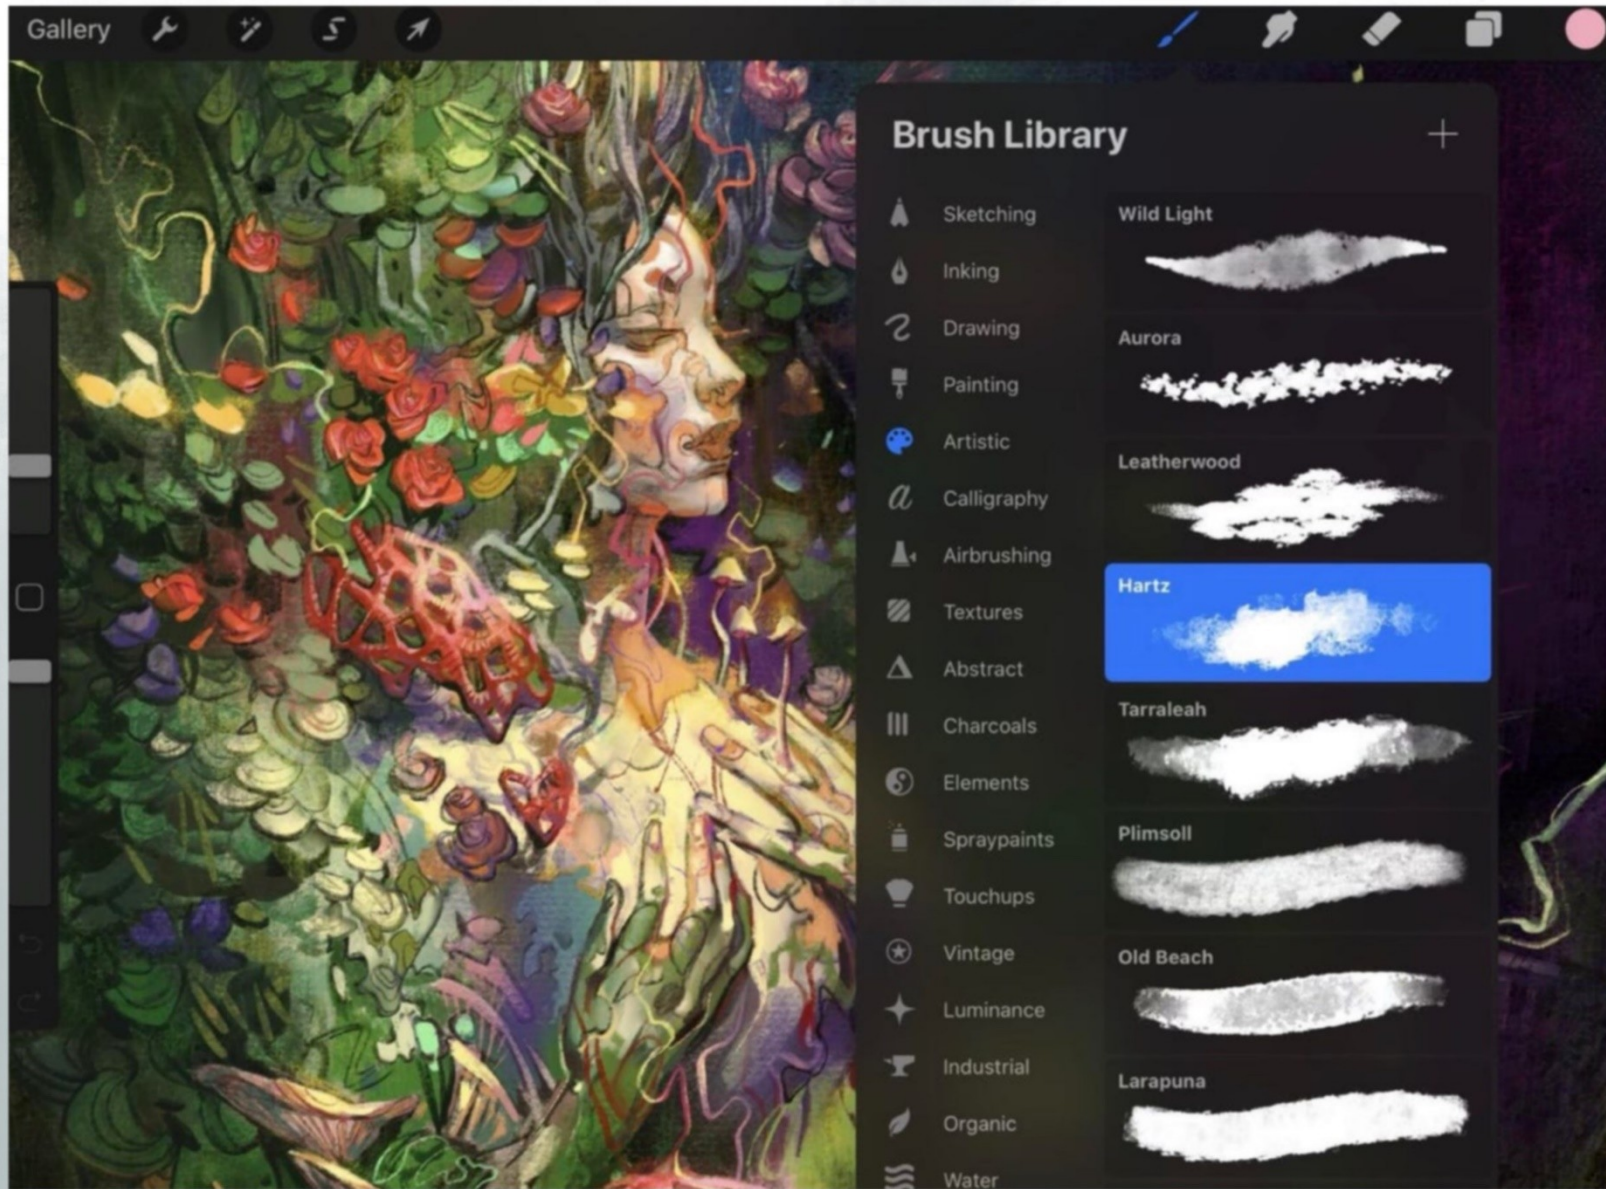 Gallery
Brush Library
Sketching
Inking
Drawing
Painting
Artistic
Calligraphy
Airbrushing
Textures
Abstract
Charcoals
Elements
Spraypaints
Touchups
Vintage
Luminance
Industrial
Organic
Water
Wild Light
Aurora
Leatherwood
Hartz
Tarraleah
Plimsoll
Old Beach
Larapuna